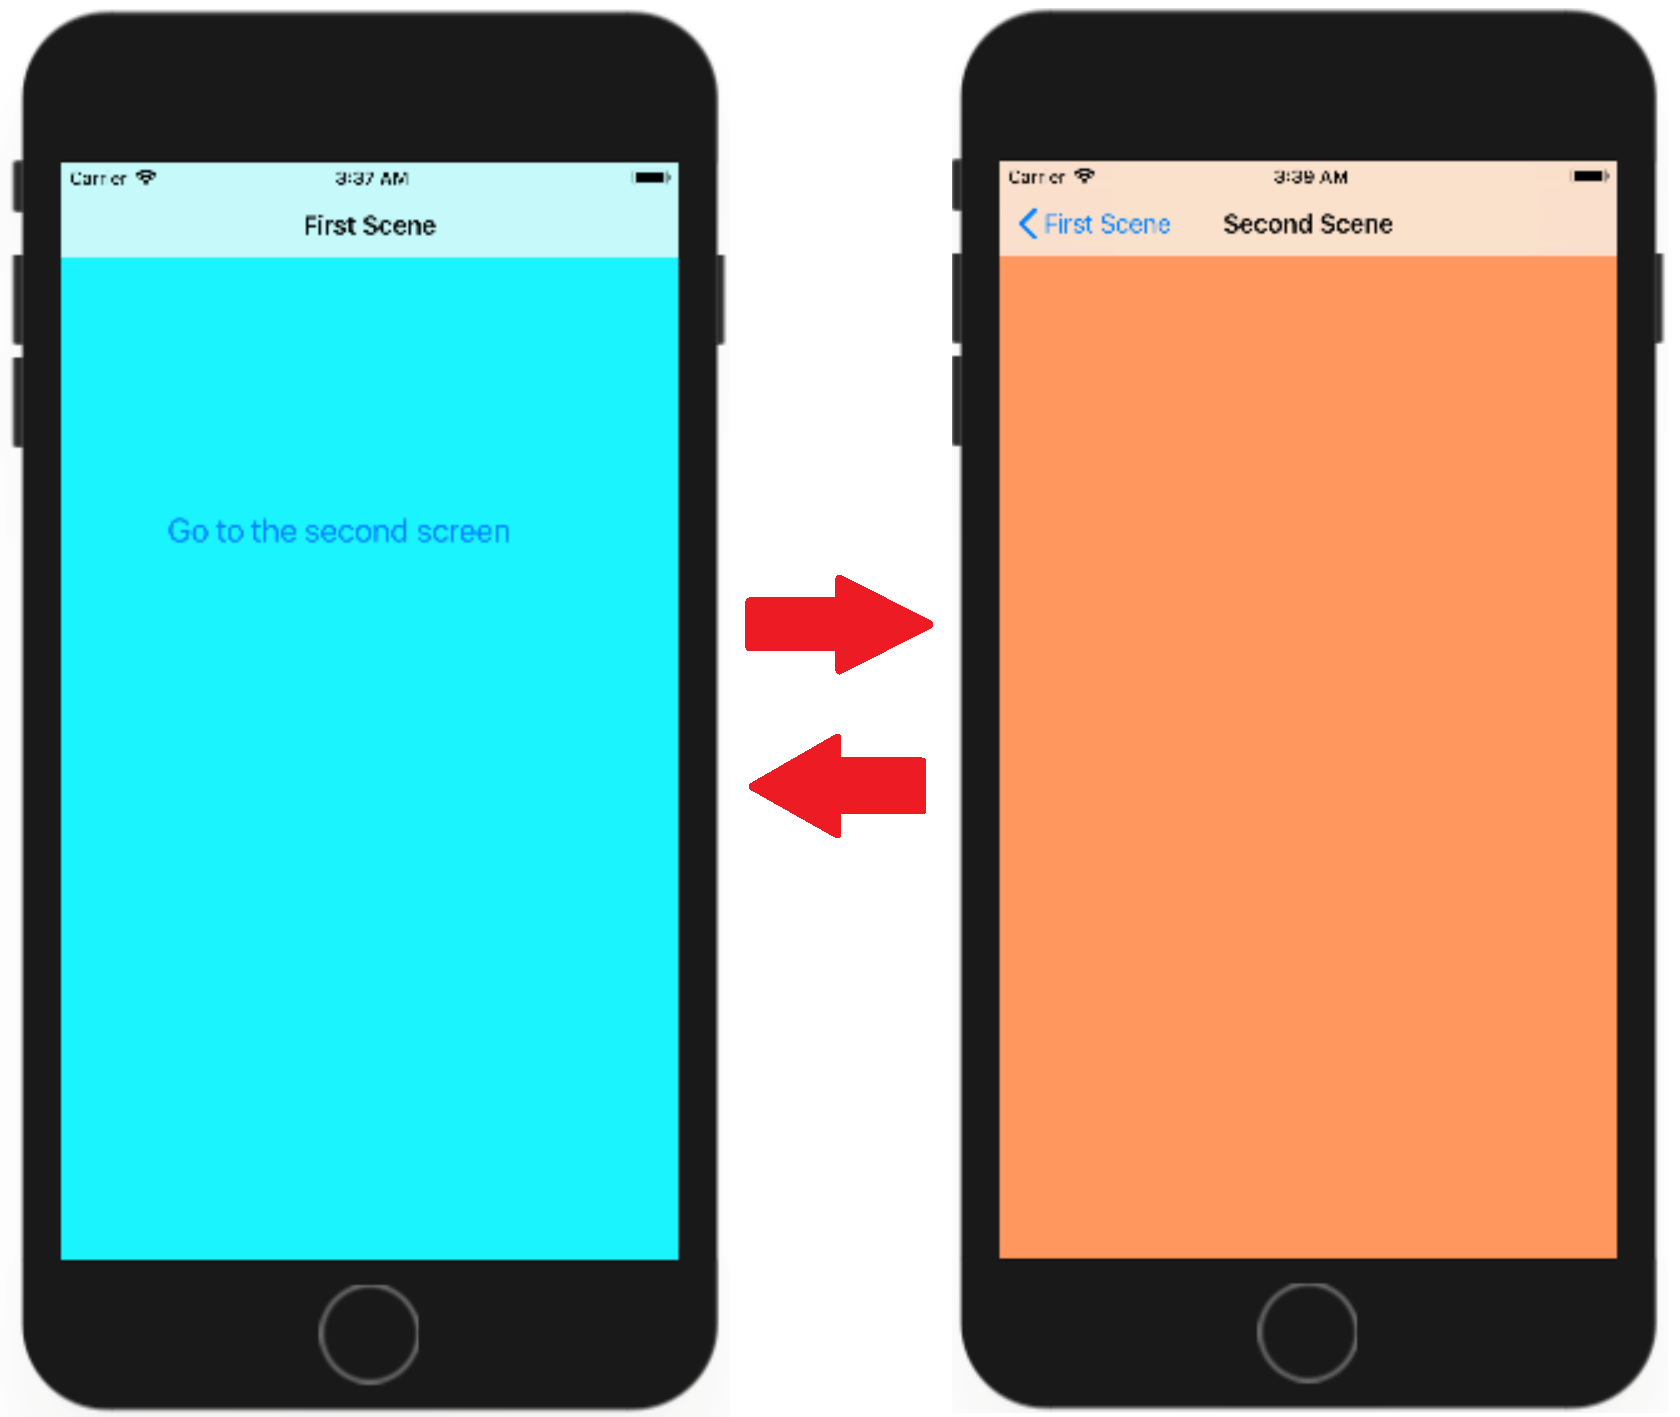 Carrier 3:37 AM
First Scene
Go to the second screen
Carrier 3:39 AM
First Scene Second Scene